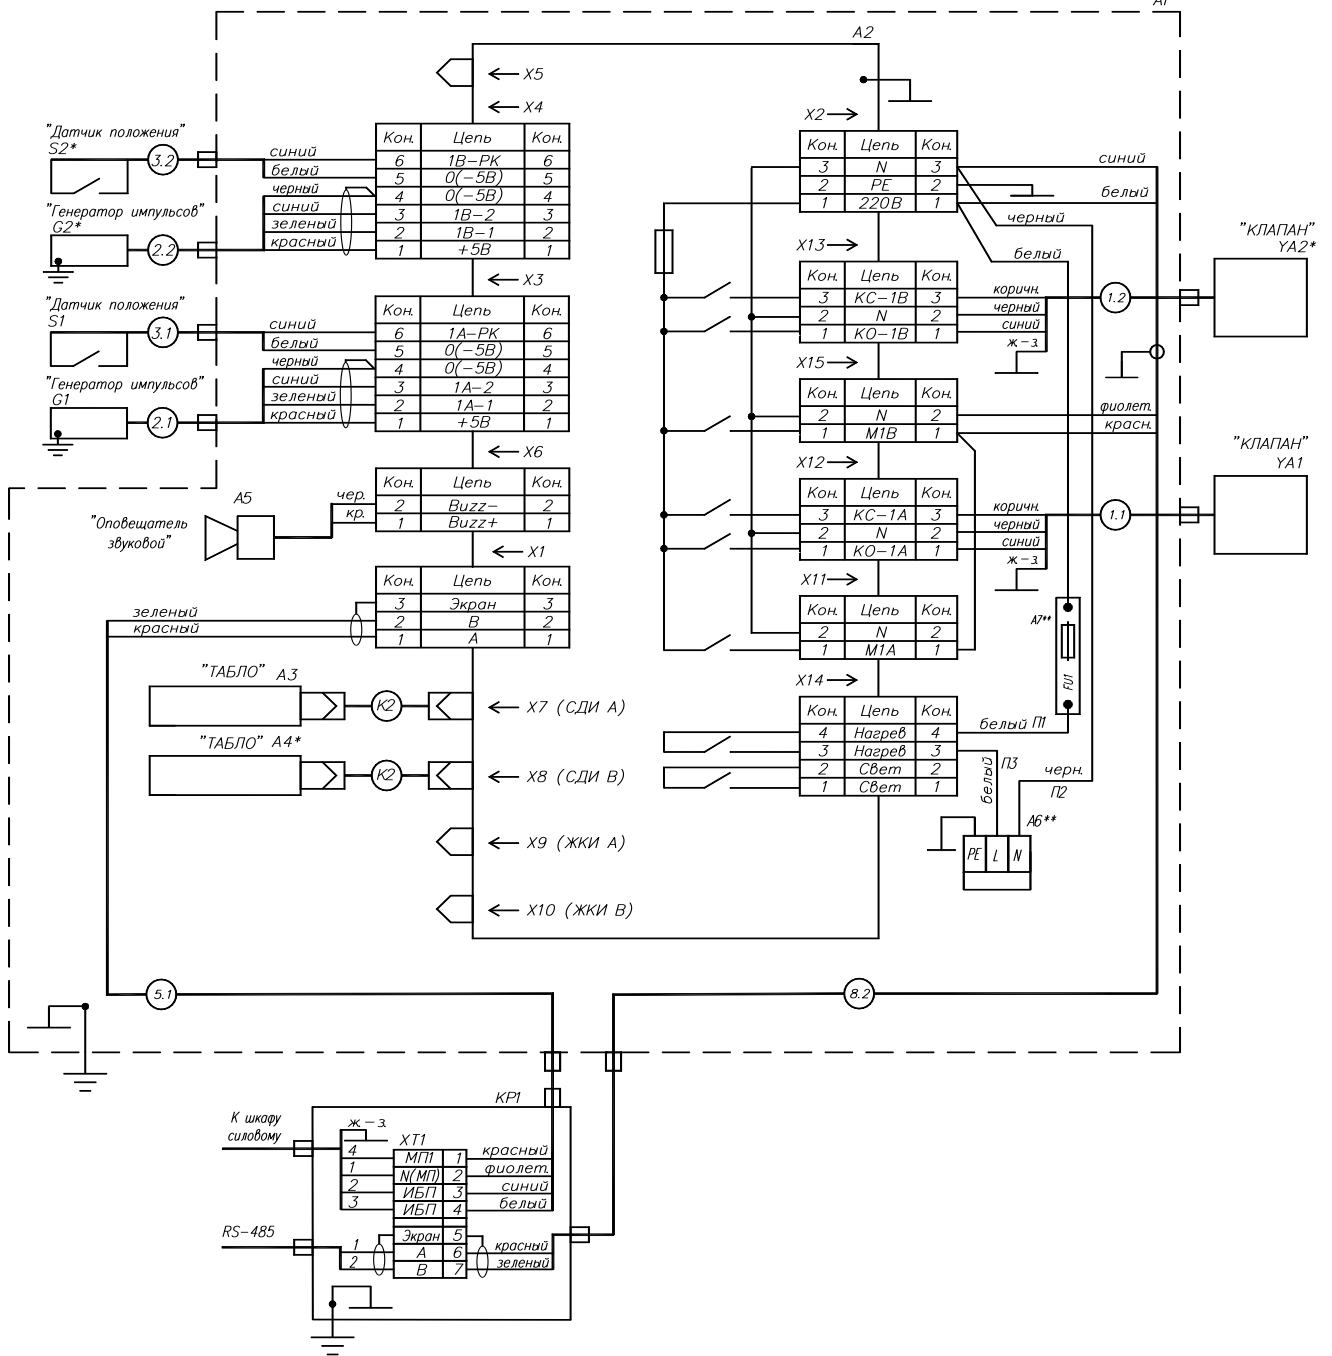 A1
A2
X5
X4
"Датчик положения"
S2*
3.2
синий
белый
черный
синий
зеленый
красный
"Генератор импульсов"
G2*
2.2
Кон. Цепь Кон.
6 1В-РК 6
5 0(-5В) 5
4 0(-5В) 4
3 1В-2 3
2 1В-1 2
1 +5В 1
X3
"Датчик положения"
S1
3.1
синий
белый
черный
синий
зеленый
красный
"Генератор импульсов"
G1
2.1
Кон. Цепь Кон.
6 1А-РК 6
5 0(-5В) 5
4 0(-5В) 4
3 1А-2 3
2 1А-1 2
1 +5В 1
X6
A5
"Оповещатель
звуковой"
чер.
кр.
Кон. Цепь Кон.
2 Buzz- 2
1 Buzz+ 1
X1
зеленый
красный
Кон. Цепь Кон.
3 Экран 3
2 В 2
1 А 1
"ТАБЛО" А3
К2
X7 (СДИ А)
"ТАБЛО" А4*
К2
X8 (СДИ В)
X9 (ЖКИ А)
X10 (ЖКИ В)
X2
Кон. Цепь Кон.
3 N 3
2 PE 2
1 220В 1
синий
белый
черный
белый
X13
Кон. Цепь Кон.
3 КС-1В 3
2 N 2
1 КО-1В 1
коричн.
черный
синий
ж.-з.
1.2
"КЛАПАН"
YA2*
X15
Кон. Цепь Кон.
2 N 2
1 М1В 1
фиолет.
красн.
X12
Кон. Цепь Кон.
3 КС-1А 3
2 N 2
1 КО-1А 1
коричн.
черный
синий
ж.-з.
1.1
"КЛАПАН"
YA1
X11
Кон. Цепь Кон.
2 N 2
1 М1А 1
A7**
FU1
X14
Кон. Цепь Кон.
4 Нагрев 4
3 Нагрев 3
2 Свет 2
1 Свет 1
белый П1
белый
П3
черн.
П2
A6**
PE L N
5.1
8.2
КР1
К шкафу
силовому
ж.-з.
XT1
4 МП1 1 красный
1 N(МП) 2 фиолет.
2 ИБП 3 синий
3 ИБП 4 белый
RS-485
Экран 5
1 А 6 красный
2 В 7 зеленый